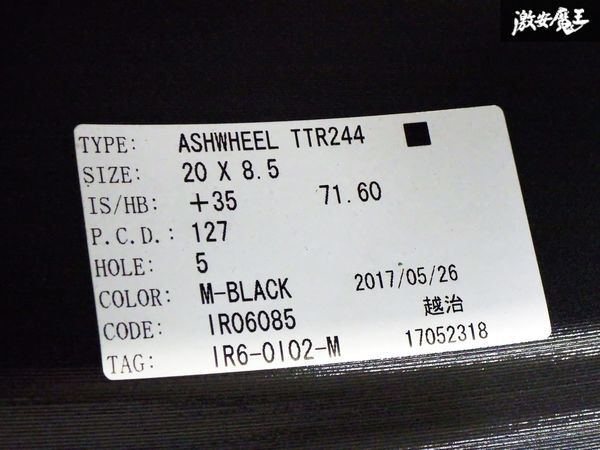 激安魔王
TYPE: ASHWHEEL TTR244
SIZE: 20 X 8.5
IS/HB: +35 71.60
P.C.D.: 127
HOLE: 5
COLOR: M-BLACK 2017/05/26
CODE: IR06085 越治
TAG: IR6-0I02-M 17052318